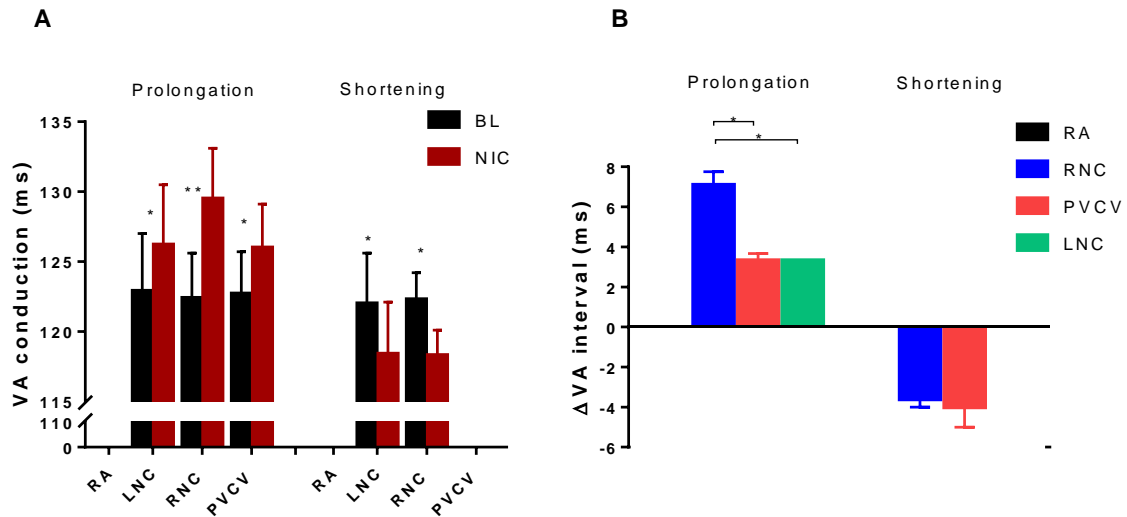 A
Prolongation
Shortening
BL
NIC
VA conduction (ms)
135
130
125
120
115
110
0
*
**
*
*
*
RA
LNC
RNC
PVCV
RA
LNC
RNC
PVCV
B
Prolongation
Shortening
RA
RNC
PVCV
LNC
ΔVA interval (ms)
8
6
4
2
0
-2
-4
-6
*
*